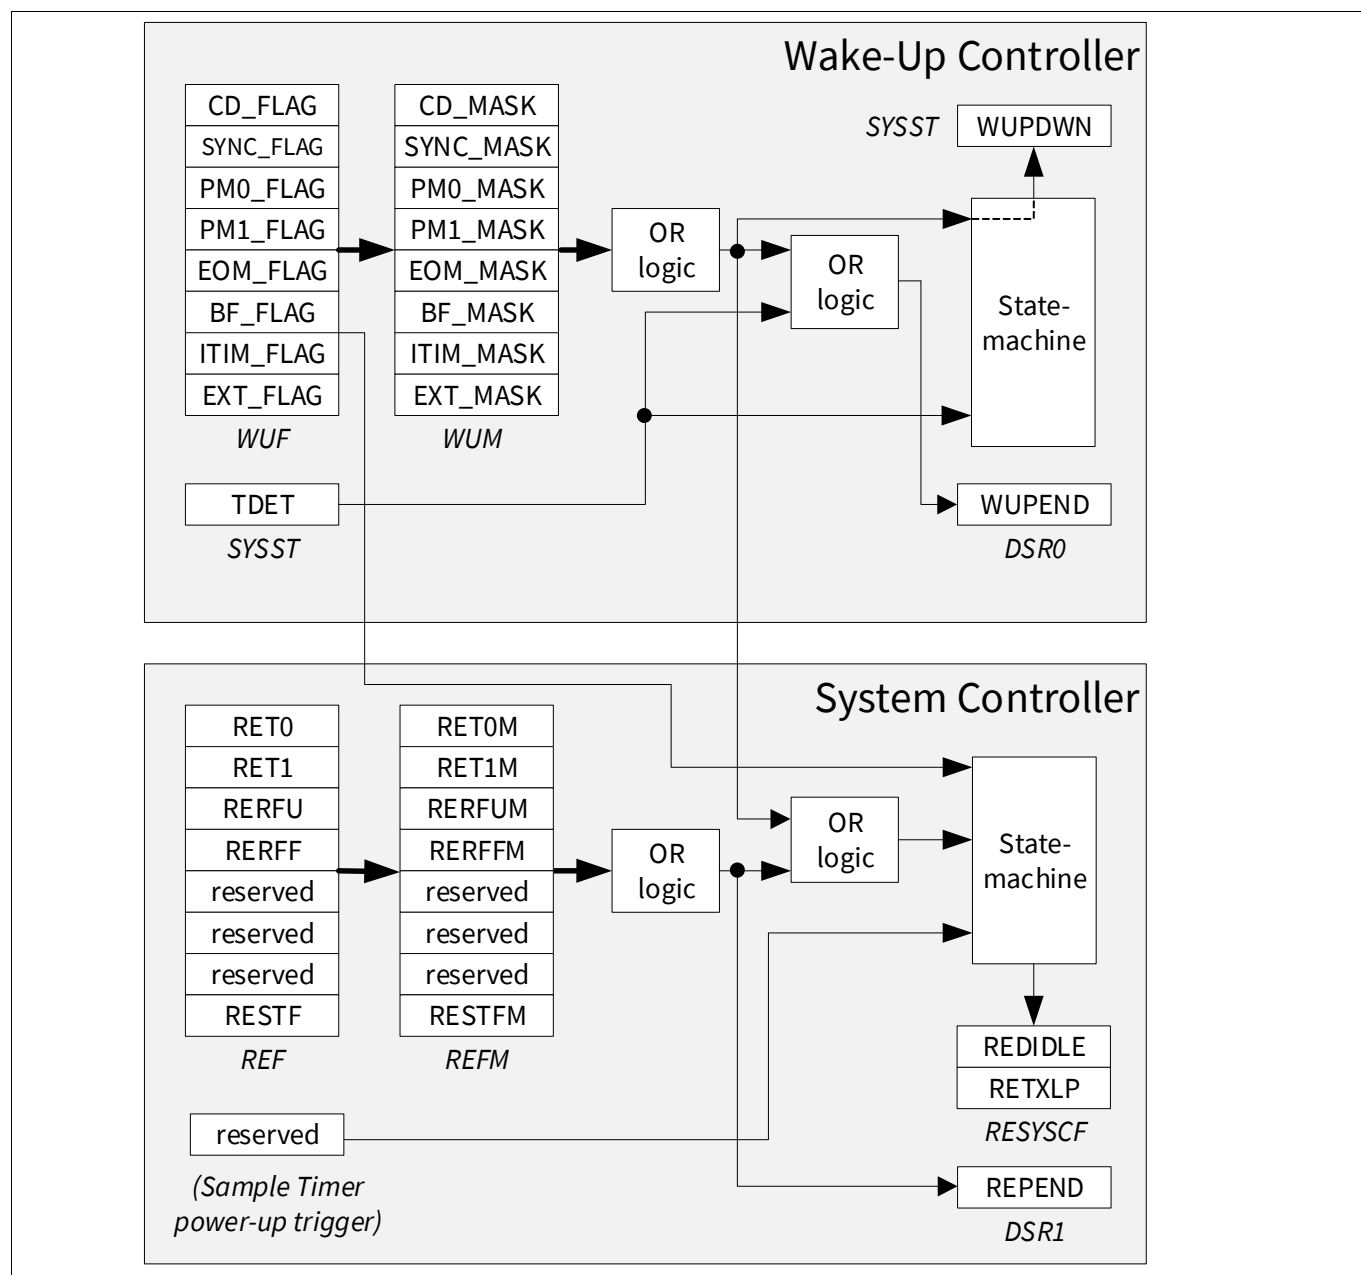 Wake-Up Controller
CD_FLAG
SYNC_FLAG
PM0_FLAG
PM1_FLAG
EOM_FLAG
BF_FLAG
ITIM_FLAG
EXT_FLAG
WUF
CD_MASK
SYNC_MASK
PM0_MASK
PM1_MASK
EOM_MASK
BF_MASK
ITIM_MASK
EXT_MASK
WUM
OR
logic
OR
logic
SYSST
WUPDWN
State-
machine
TDET
SYSST
WUPEND
DSR0
System Controller
RET0
RET1
RERFU
RERFF
reserved
reserved
reserved
RESTF
REF
RET0M
RET1M
RERFUM
RERFFM
reserved
reserved
reserved
RESTFM
REFM
OR
logic
OR
logic
State-
machine
REDIDLE
RETXLP
RESYSCF
reserved
(Sample Timer
power-up trigger)
REPEND
DSR1